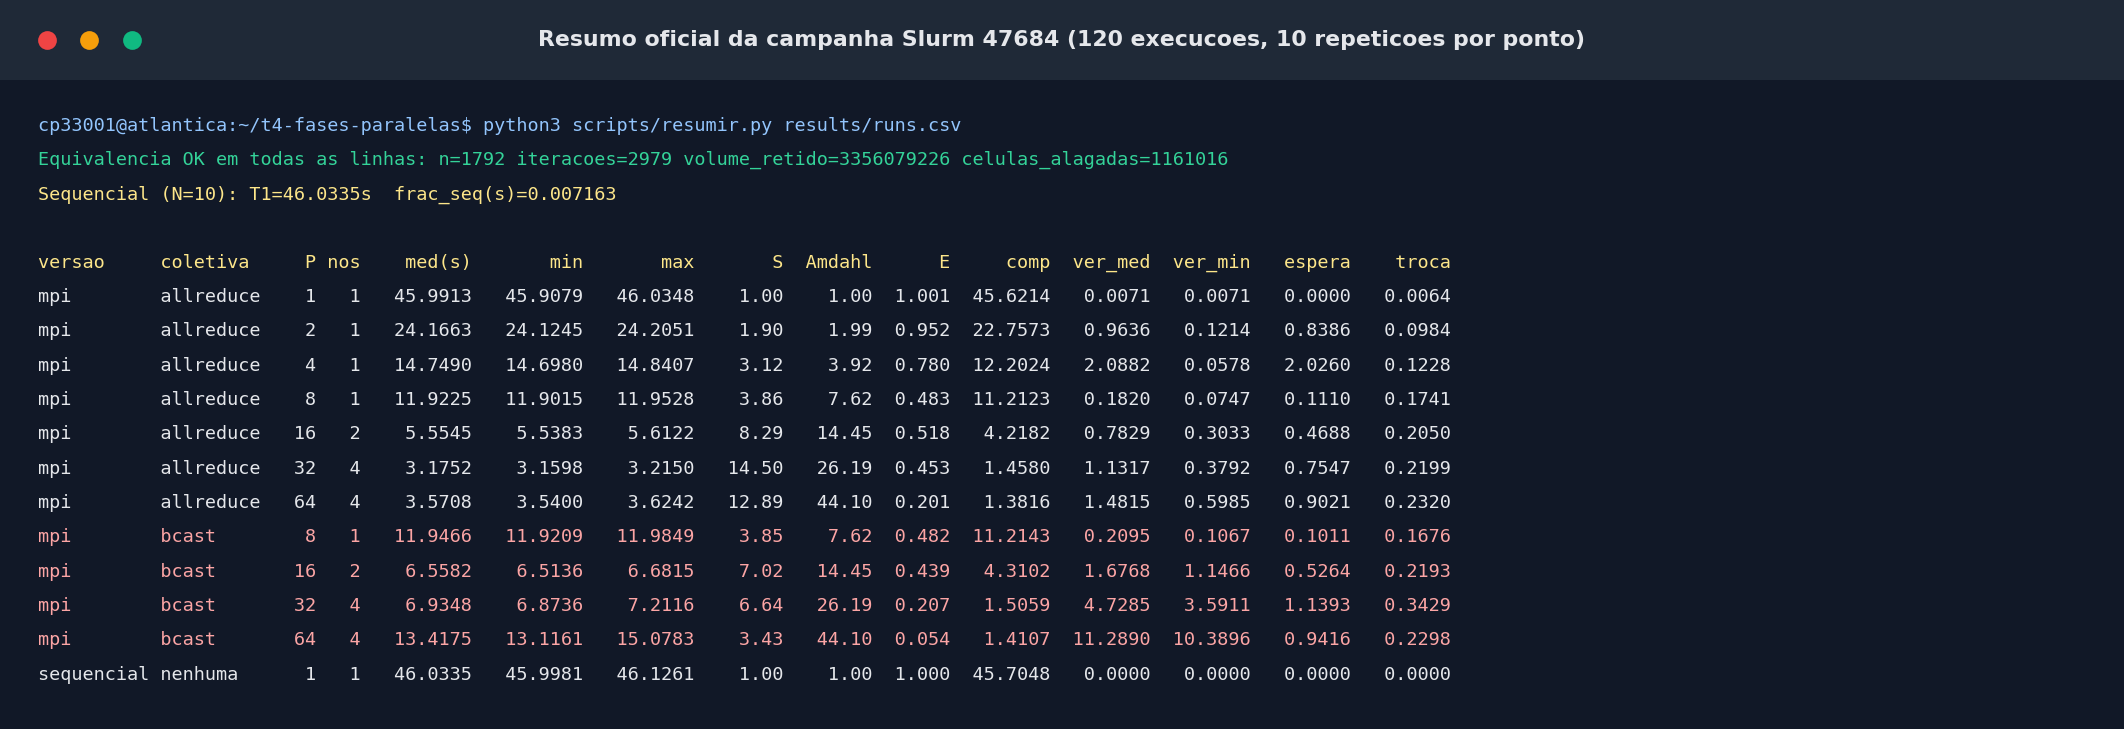 Resumo oficial da campanha Slurm 47684 (120 execucoes, 10 repeticoes por ponto)
cp33001@atlantica:~/t4-fases-paralelas$ python3 scripts/resumir.py results/runs.csv
Equivalencia OK em todas as linhas: n=1792 iteracoes=2979 volume_retido=3356079226 celulas_alagadas=1161016
Sequencial (N=10): T1=46.0335s  frac_seq(s)=0.007163
versao     coletiva     P nos    med(s)       min       max       S  Amdahl      E     comp  ver_med  ver_min   espera    troca
mpi        allreduce    1   1   45.9913   45.9079   46.0348    1.00    1.00  1.001  45.6214   0.0071   0.0071   0.0000   0.0064
mpi        allreduce    2   1   24.1663   24.1245   24.2051    1.90    1.99  0.952  22.7573   0.9636   0.1214   0.8386   0.0984
mpi        allreduce    4   1   14.7490   14.6980   14.8407    3.12    3.92  0.780  12.2024   2.0882   0.0578   2.0260   0.1228
mpi        allreduce    8   1   11.9225   11.9015   11.9528    3.86    7.62  0.483  11.2123   0.1820   0.0747   0.1110   0.1741
mpi        allreduce   16   2    5.5545    5.5383    5.6122    8.29   14.45  0.518   4.2182   0.7829   0.3033   0.4688   0.2050
mpi        allreduce   32   4    3.1752    3.1598    3.2150   14.50   26.19  0.453   1.4580   1.1317   0.3792   0.7547   0.2199
mpi        allreduce   64   4    3.5708    3.5400    3.6242   12.89   44.10  0.201   1.3816   1.4815   0.5985   0.9021   0.2320
mpi        bcast        8   1   11.9466   11.9209   11.9849    3.85    7.62  0.482  11.2143   0.2095   0.1067   0.1011   0.1676
mpi        bcast       16   2    6.5582    6.5136    6.6815    7.02   14.45  0.439   4.3102   1.6768   1.1466   0.5264   0.2193
mpi        bcast       32   4    6.9348    6.8736    7.2116    6.64   26.19  0.207   1.5059   4.7285   3.5911   1.1393   0.3429
mpi        bcast       64   4   13.4175   13.1161   15.0783    3.43   44.10  0.054   1.4107  11.2890  10.3896   0.9416   0.2298
sequencial nenhuma      1   1   46.0335   45.9981   46.1261    1.00    1.00  1.000  45.7048   0.0000   0.0000   0.0000   0.0000